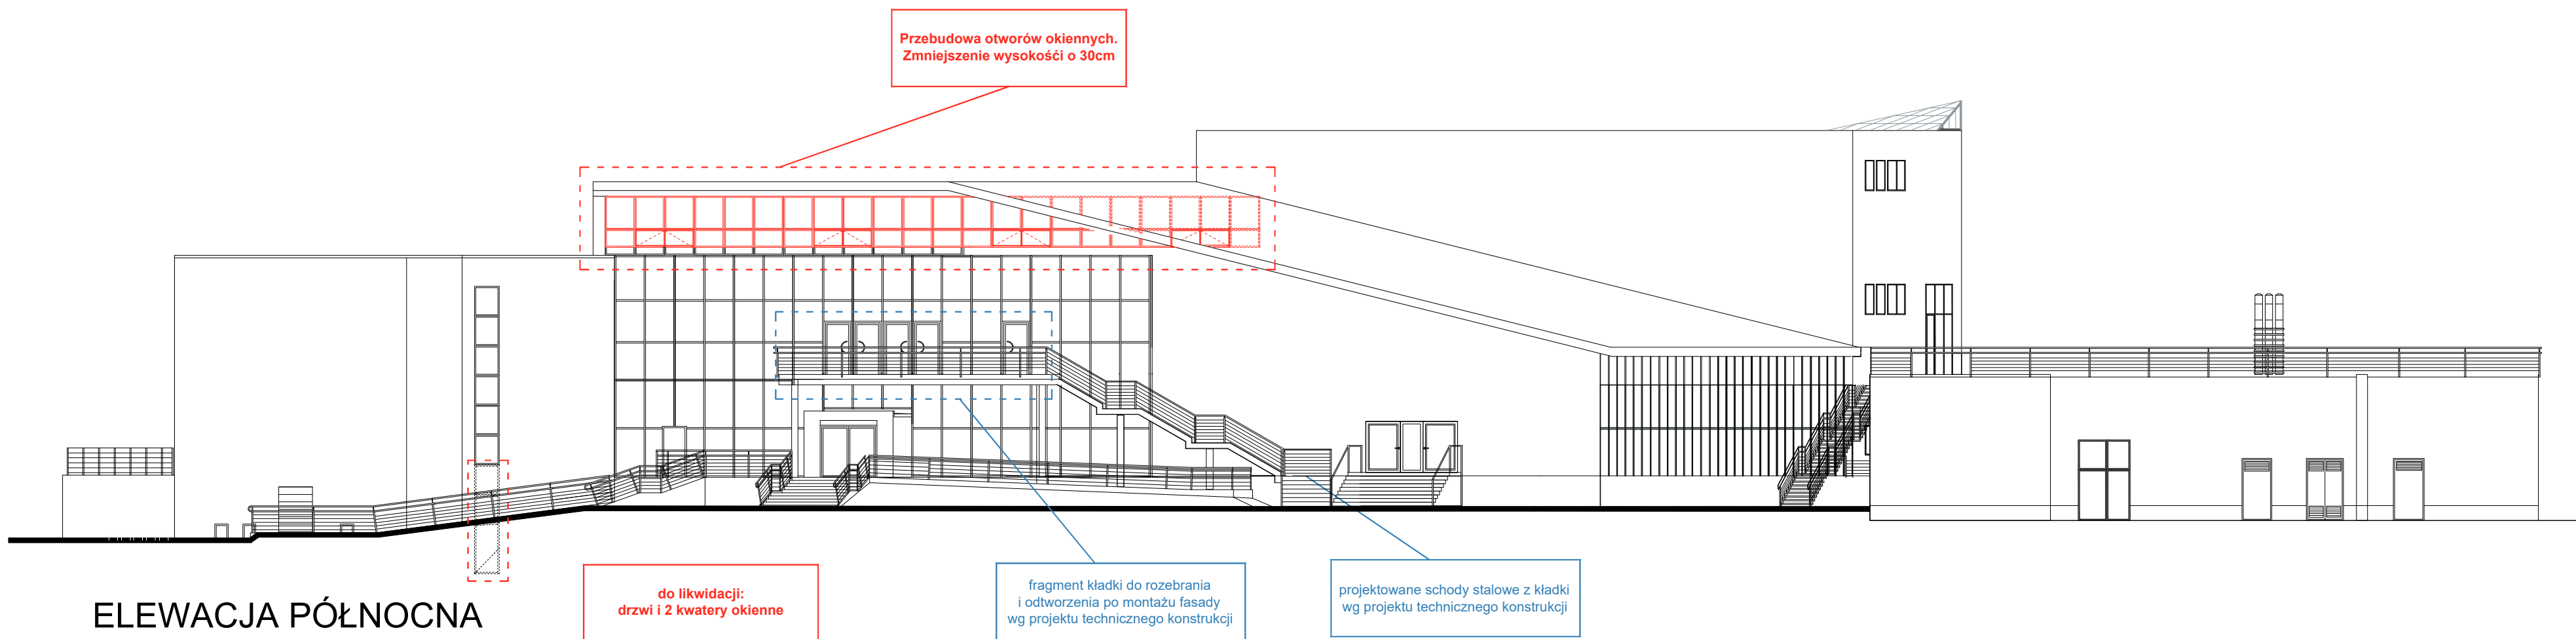 Przebudowa otworów okiennych.
Zmniejszenie wysokośći o 30cm
ELEWACJA PÓŁNOCNA
do likwidacji:
drzwi i 2 kwatery okienne
fragment kładki do rozebrania
i odtworzenia po montażu fasady
wg projektu technicznego konstrukcji
projektowane schody stalowe z kładki
wg projektu technicznego konstrukcji